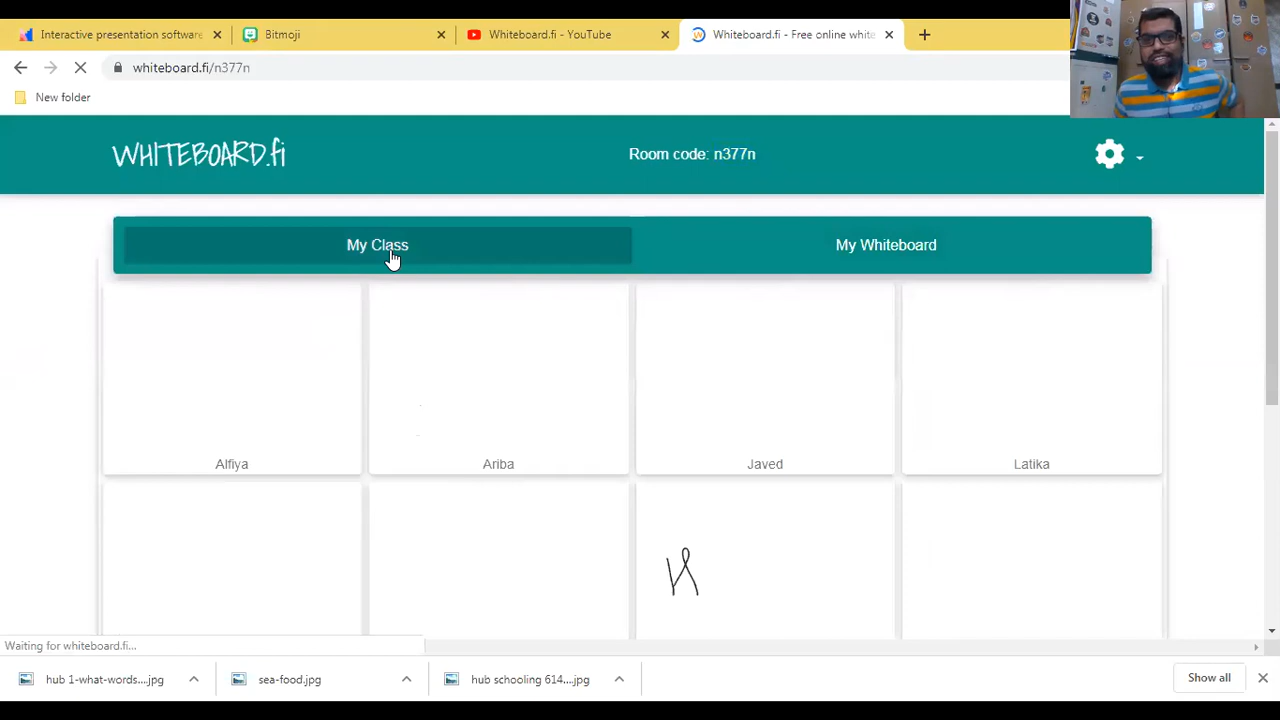 Interactive presentation software
Bitmoji
Whiteboard.fi - YouTube
Whiteboard.fi - Free online white
whiteboard.fi/n377n
New folder
WHITEBOARD.fi
Room code: n377n
My Class
My Whiteboard
Alfiya
Ariba
Javed
Latika
Waiting for whiteboard.fi...
hub 1-what-words....jpg
sea-food.jpg
hub schooling 614....jpg
Show all